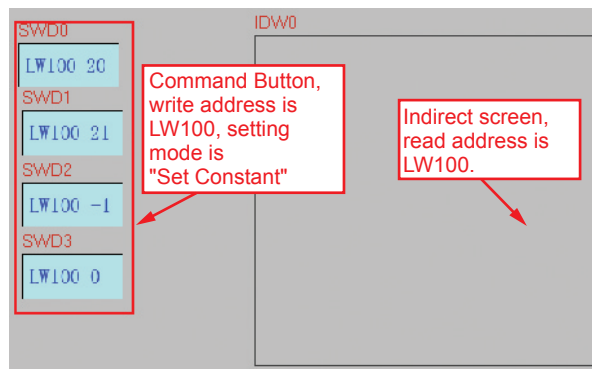 SWD0
LW100 20
SWD1
LW100 21
SWD2
LW100 -1
SWD3
LW100 0
Command Button,
write address is
LW100, setting
mode is
"Set Constant"
IDW0
Indirect screen,
read address is
LW100.